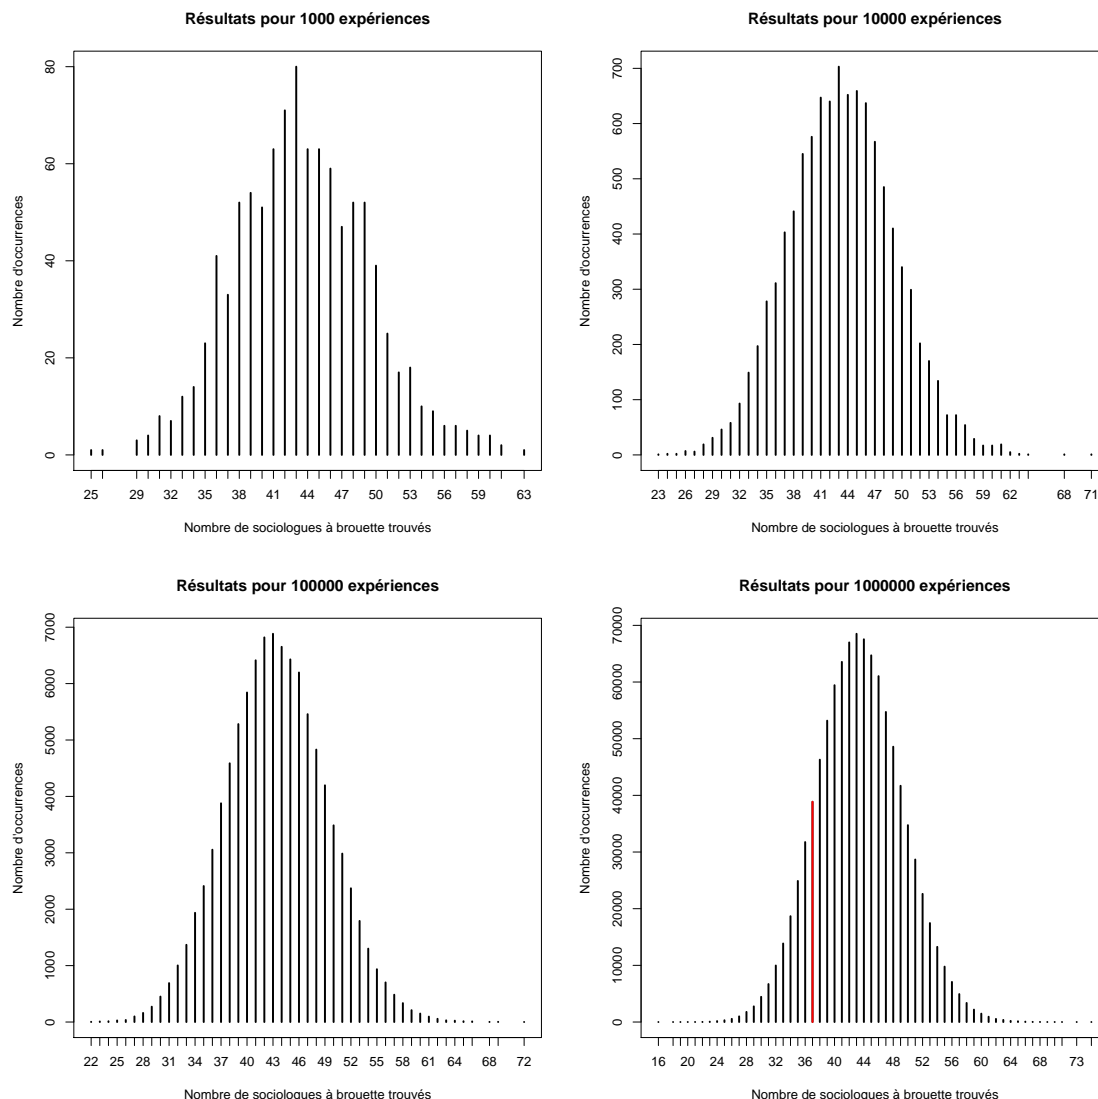 Résultats pour 1000 expériences
Nombre d'occurrences
80
60
40
20
0
25 29 32 35 38 41 44 47 50 53 56 59 63
Nombre de sociologues à brouette trouvés
Résultats pour 10000 expériences
Nombre d'occurrences
700
600
500
400
300
200
100
0
23 26 29 32 35 38 41 44 47 50 53 56 59 62 68 71
Nombre de sociologues à brouette trouvés
Résultats pour 100000 expériences
Nombre d'occurrences
7000
6000
5000
4000
3000
2000
1000
0
22 25 28 31 34 37 40 43 46 49 52 55 58 61 64 68 72
Nombre de sociologues à brouette trouvés
Résultats pour 1000000 expériences
Nombre d'occurrences
70000
60000
50000
40000
30000
20000
10000
0
16 20 24 28 32 36 40 44 48 52 56 60 64 68 73
Nombre de sociologues à brouette trouvés